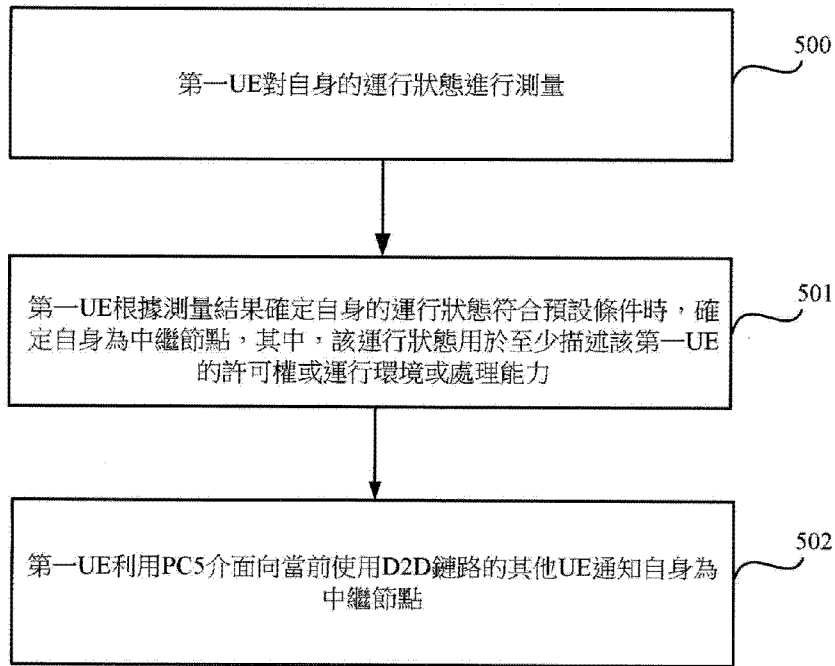 500
第一UE對自身的運行狀態進行測量
501
第一UE根據測量結果確定自身的運行狀態符合預設條件時，確
定自身為中繼節點，其中，該運行狀態用於至少描述該第一UE
的許可權或運行環境或處理能力
502
第一UE利用PC5介面向當前使用D2D鏈路的其他UE通知自身為
中繼節點